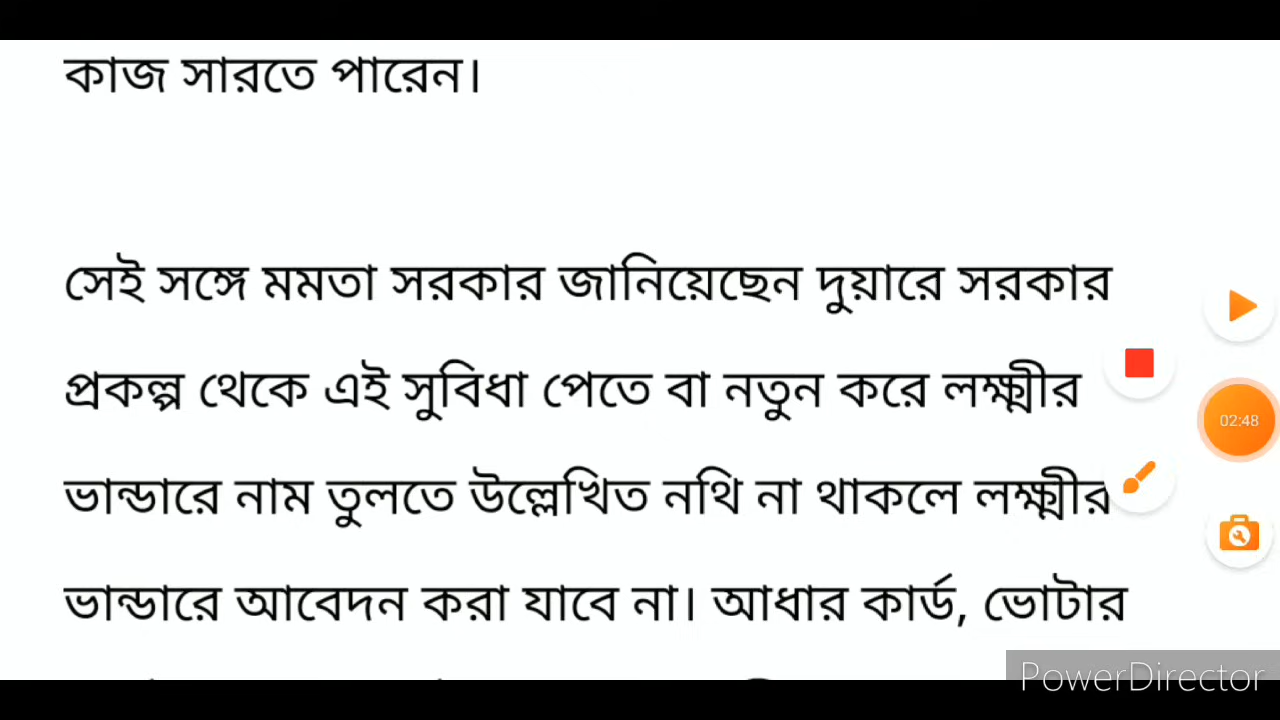 কাজ সারতে পারেন।
সেই সঙ্গে মমতা সরকার জানিয়েছেন দুয়ারে সরকার
প্রকল্প থেকে এই সুবিধা পেতে বা নতুন করে লক্ষ্মীর
ভান্ডারে নাম তুলতে উল্লেখিত নথি না থাকলে লক্ষ্মীর
ভান্ডারে আবেদন করা যাবে না। আধার কার্ড, ভোটার
02:48
PowerDirector